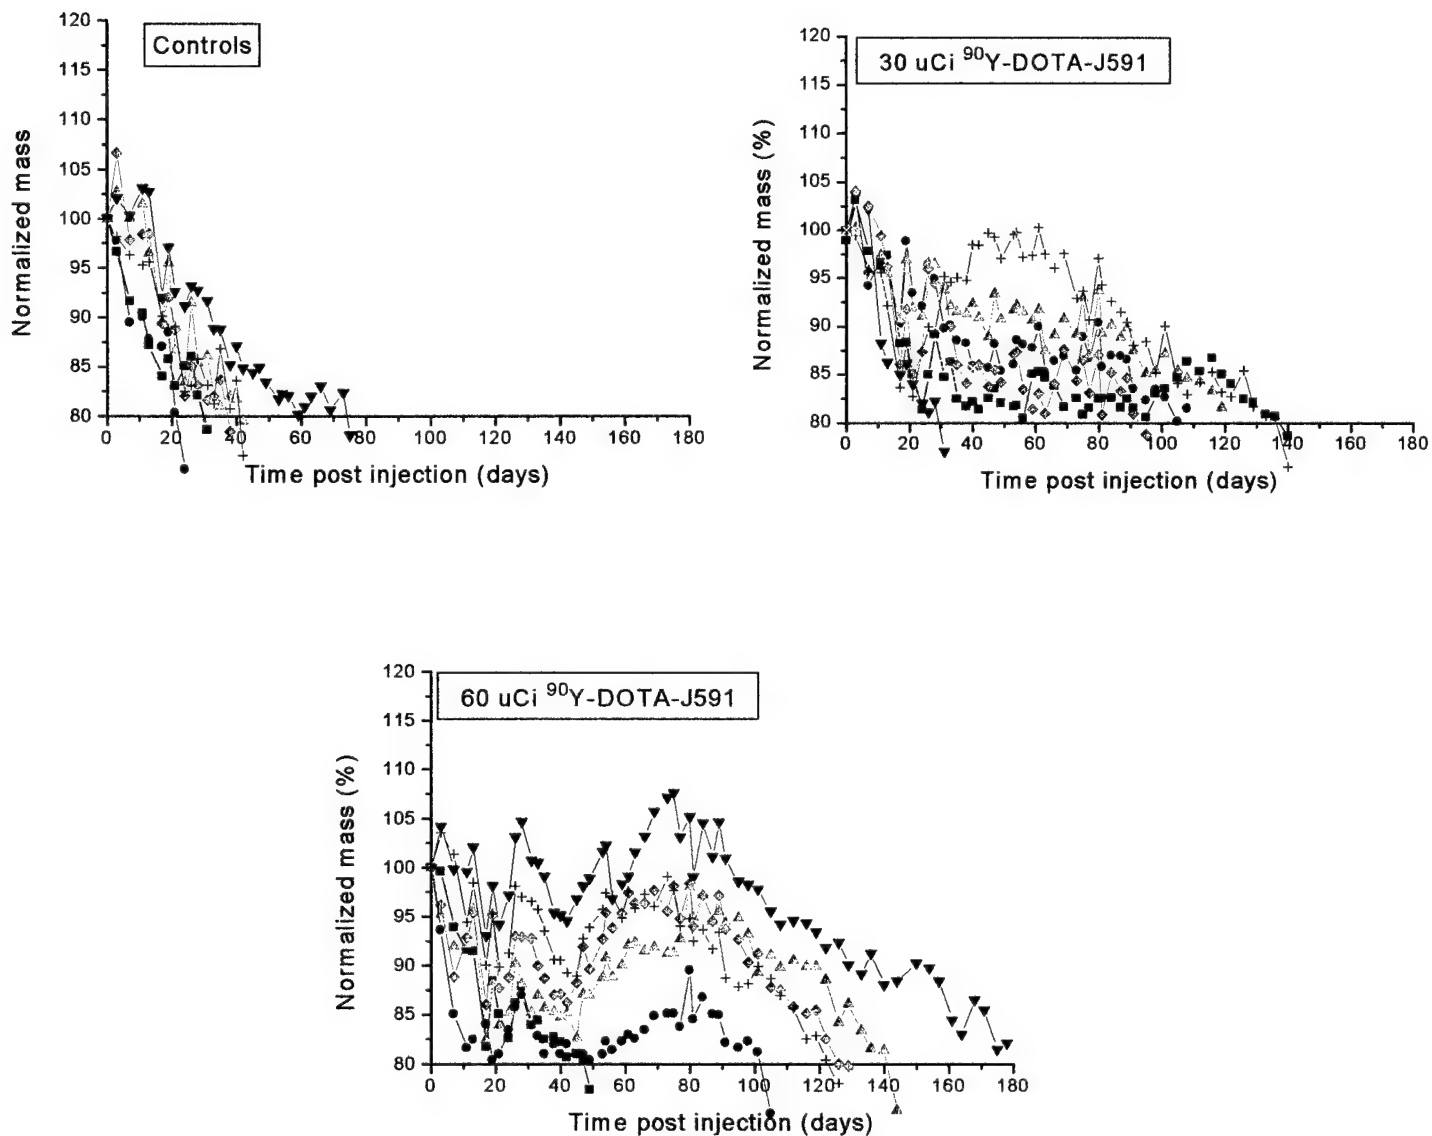 Controls
Normalized mass
120
115
110
105
100
95
90
85
80
0 20 40 60 80 100 120 140 160 180
Time post injection (days)
30 uCi ⁹⁰Y-DOTA-J591
Normalized mass (%)
120
115
110
105
100
95
90
85
80
0 20 40 60 80 100 120 140 160 180
Time post injection (days)
60 uCi ⁹⁰Y-DOTA-J591
Normalized mass (%)
120
115
110
105
100
95
90
85
80
0 20 40 60 80 100 120 140 160 180
Time post injection (days)